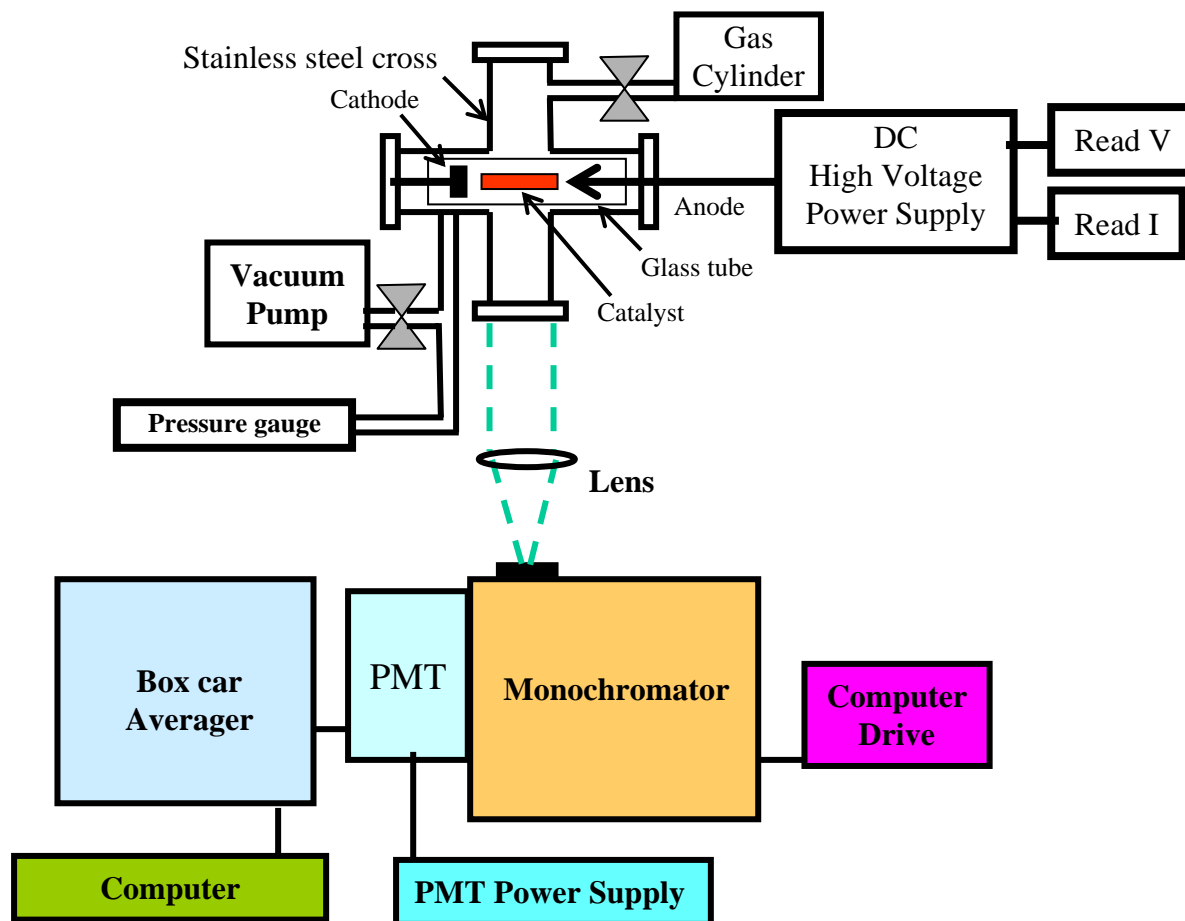 Gas
Cylinder
Stainless steel cross
Cathode
DC
High Voltage
Power Supply
Read V
Read I
Anode
Glass tube
Catalyst
Vacuum
Pump
Pressure gauge
Lens
Box car
Averager
PMT
Monochromator
Computer
Drive
Computer
PMT Power Supply